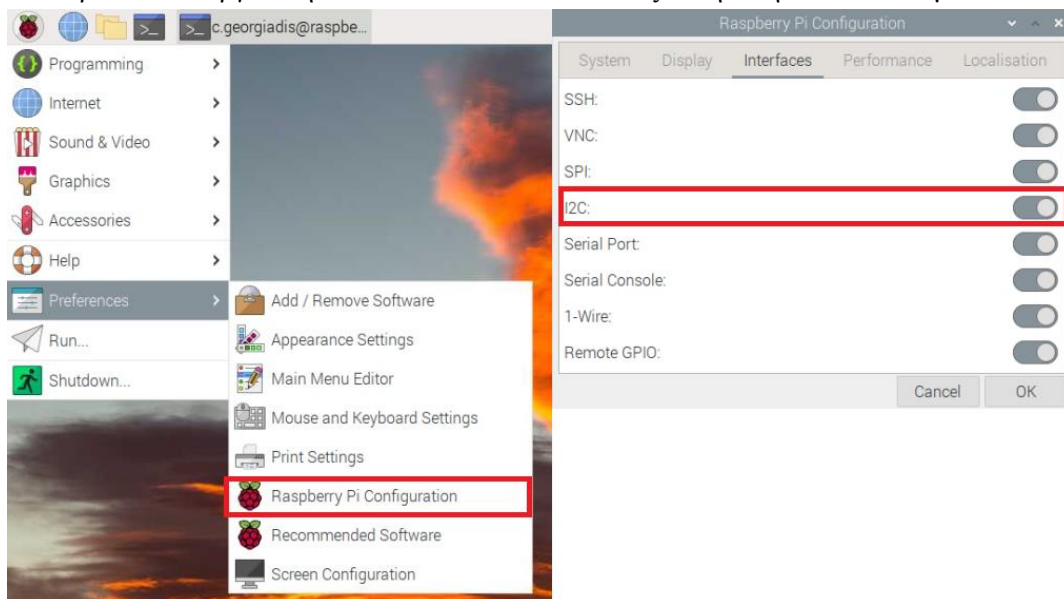 c.georgiadis@raspbe...
Programming
Internet
Sound & Video
Graphics
Accessories
Help
Preferences
Run...
Shutdown...
Add / Remove Software
Appearance Settings
Main Menu Editor
Mouse and Keyboard Settings
Print Settings
Raspberry Pi Configuration
Recommended Software
Screen Configuration
Raspberry Pi Configuration
System Display Interfaces Performance Localisation
SSH:
VNC:
SPI:
I2C:
Serial Port:
Serial Console:
1-Wire:
Remote GPIO:
Cancel OK